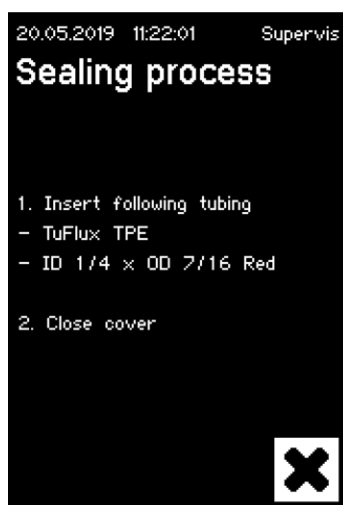 20.05.2019 11:22:01 Supervis
Sealing process
1. Insert following tubing
- TuFlux TPE
- ID 1/4 x OD 7/16 Red
2. Close cover